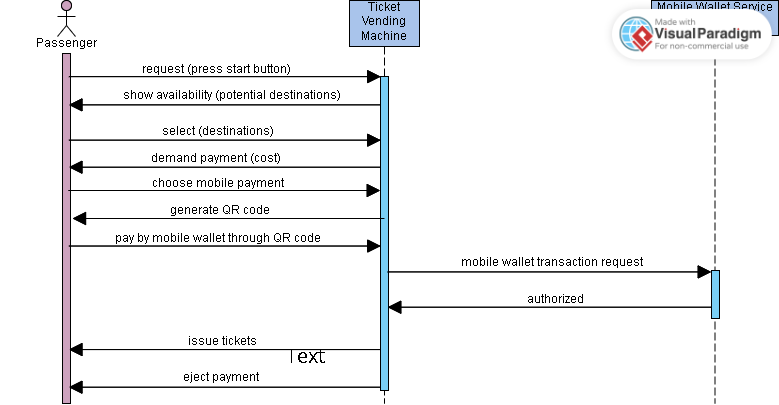 Passenger
Ticket
Vending
Machine
Mobile Wallet Service
Made with
VisualParadigm
For non-commercial use
request (press start button)
show availability (potential destinations)
select (destinations)
demand payment (cost)
choose mobile payment
generate QR code
pay by mobile wallet through QR code
mobile wallet transaction request
authorized
issue tickets
Text
eject payment